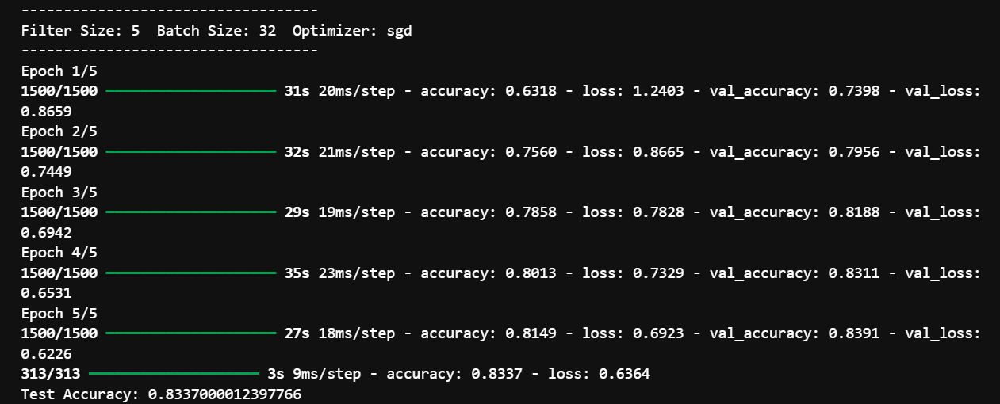 -----------------------------------
Filter Size: 5  Batch Size: 32  Optimizer: sgd
-----------------------------------
Epoch 1/5
1500/1500 ━━━━━━━━━━━━━━━━━━━━ 31s 20ms/step - accuracy: 0.6318 - loss: 1.2403 - val_accuracy: 0.7398 - val_loss:
0.8659
Epoch 2/5
1500/1500 ━━━━━━━━━━━━━━━━━━━━ 32s 21ms/step - accuracy: 0.7560 - loss: 0.8665 - val_accuracy: 0.7956 - val_loss:
0.7449
Epoch 3/5
1500/1500 ━━━━━━━━━━━━━━━━━━━━ 29s 19ms/step - accuracy: 0.7858 - loss: 0.7828 - val_accuracy: 0.8188 - val_loss:
0.6942
Epoch 4/5
1500/1500 ━━━━━━━━━━━━━━━━━━━━ 35s 23ms/step - accuracy: 0.8013 - loss: 0.7329 - val_accuracy: 0.8311 - val_loss:
0.6531
Epoch 5/5
1500/1500 ━━━━━━━━━━━━━━━━━━━━ 27s 18ms/step - accuracy: 0.8149 - loss: 0.6923 - val_accuracy: 0.8391 - val_loss:
0.6226
313/313 ━━━━━━━━━━━━━━━━━━━━ 3s 9ms/step - accuracy: 0.8337 - loss: 0.6364
Test Accuracy: 0.8337000012397766